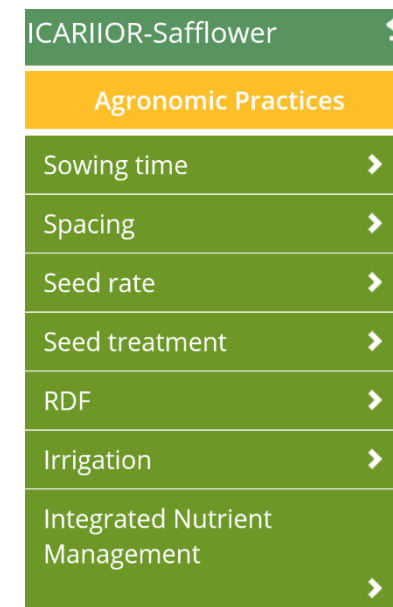 ICARIIOR-Safflower
Agronomic Practices
Sowing time
Spacing
Seed rate
Seed treatment
RDF
Irrigation
Integrated Nutrient
Management